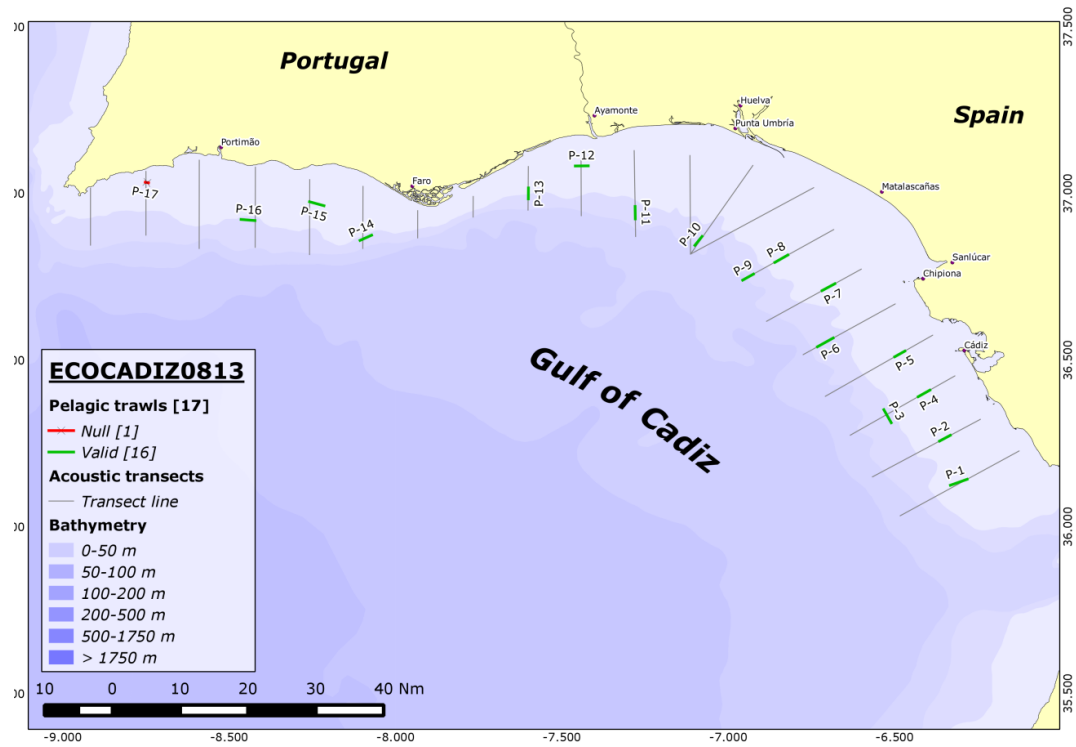 Portugal
Spain
Huelva
Punta Umbría
Ayamonte
Portimão
Faro
Matalascañas
Sanlúcar
Chipiona
Cádiz
P-17
P-16
P-15
P-14
P-13
P-12
P-11
P-10
P-9
P-8
P-7
P-6
P-5
P-4
P-3
P-2
P-1
Gulf of Cadiz
ECOCADIZ0813
Pelagic trawls [17]
Null [1]
Valid [16]
Acoustic transects
Transect line
Bathymetry
0-50 m
50-100 m
100-200 m
200-500 m
500-1750 m
> 1750 m
10 0 10 20 30 40 Nm
-9.000 -8.500 -8.000 -7.500 -7.000 -6.500
37.500
37.000
36.500
36.000
35.500